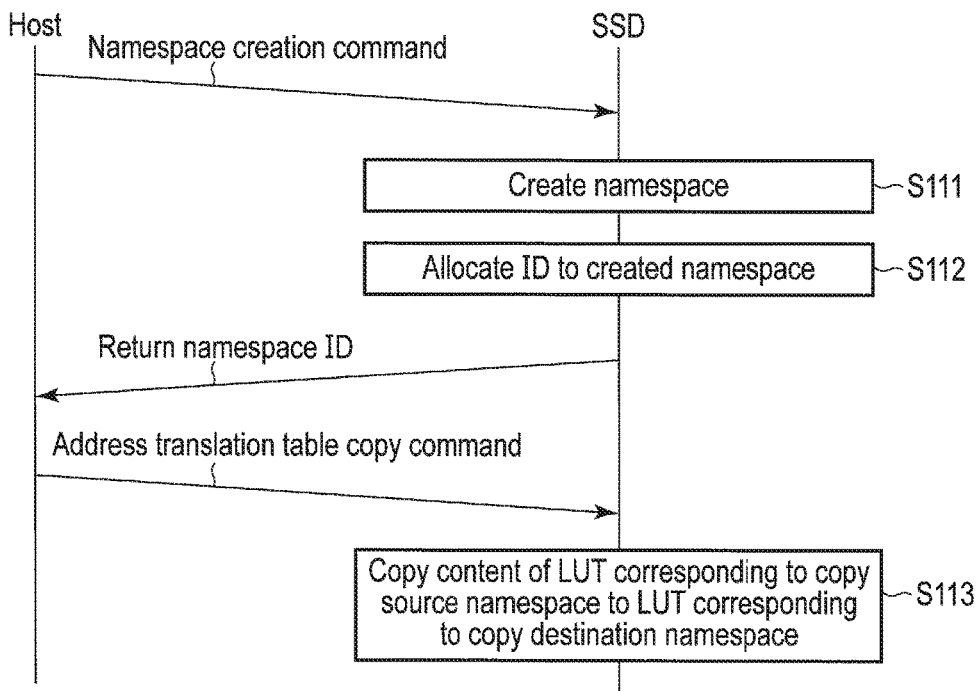 Host
SSD
Namespace creation command
Create namespace
S111
Allocate ID to created namespace
S112
Return namespace ID
Address translation table copy command
Copy content of LUT corresponding to copy
source namespace to LUT corresponding
to copy destination namespace
S113